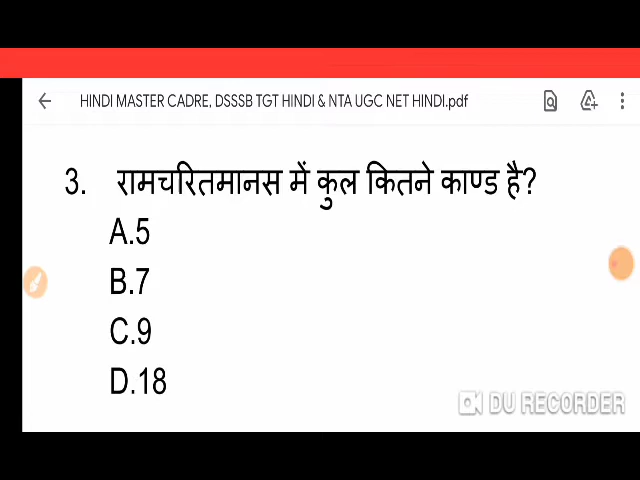 HINDI MASTER CADRE, DSSSB TGT HINDI & NTA UGC NET HINDI.pdf
3. रामचरितमानस में कुल कितने काण्ड है?
A.5
B.7
C.9
D.18
DU RECORDER